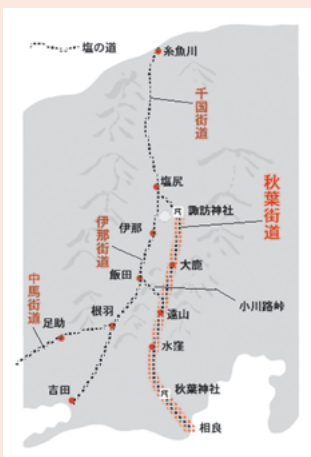 塩の道
糸魚川
千国街道
塩尻
諏訪神社
秋葉街道
伊那
伊那街道
大鹿
飯田
小川路峠
中馬街道
根羽
遠山
足助
水窪
吉田
秋葉神社
相良